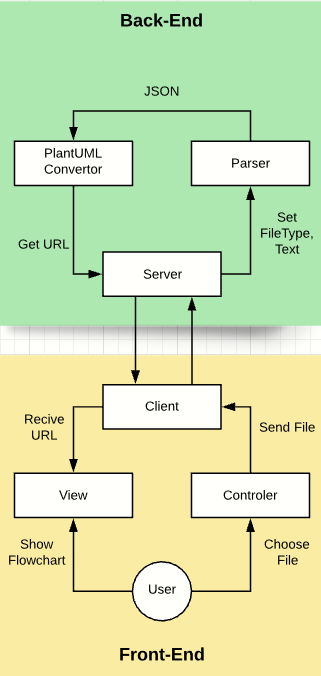 Back-End
JSON
PlantUML
Convertor
Parser
Get URL
Set
FileType,
Text
Server
Client
Recive
URL
Send File
View
Controler
Show
Flowchart
User
Choose
File
Front-End